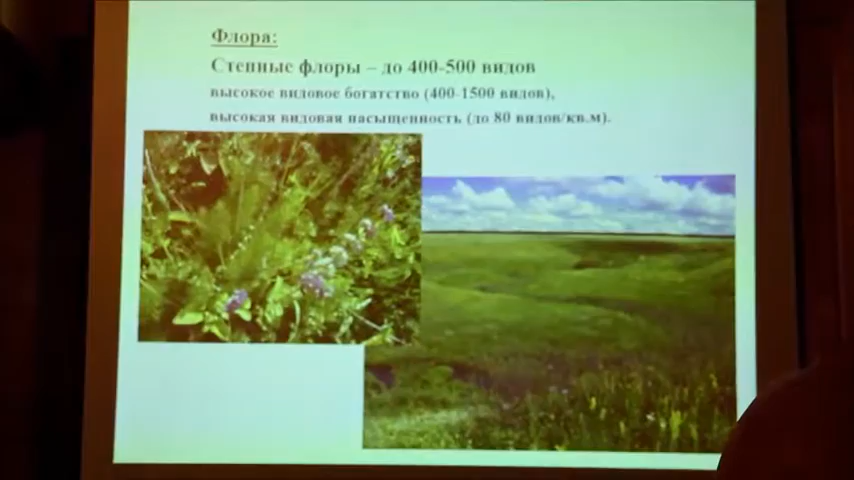 Флора:
Степные флоры – до 400-500 видов
высокое видовое богатство (400-1500 видов),
высокая видовая насыщенность (до 80 видов/кв.м).